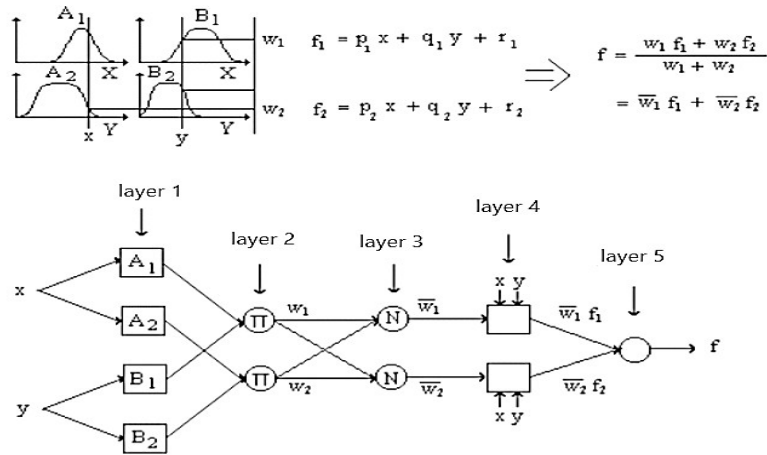 A₁ B₁
w₁ f₁ = p₁ x + q₁ y + r₁
X X
A₂ B₂
w₂ f₂ = p₂ x + q₂ y + r₂
x Y y Y
f = w₁ f₁ + w₂ f₂
w₁ + w₂
= w̅₁ f₁ + w̅₂ f₂
layer 1
layer 2
layer 3
layer 4
layer 5
x
A₁
A₂
y
B₁
B₂
Π w₁ N w̅₁
x y
w̅₁ f₁
f
Π w₂ N w̅₂
w̅₂ f₂
x y